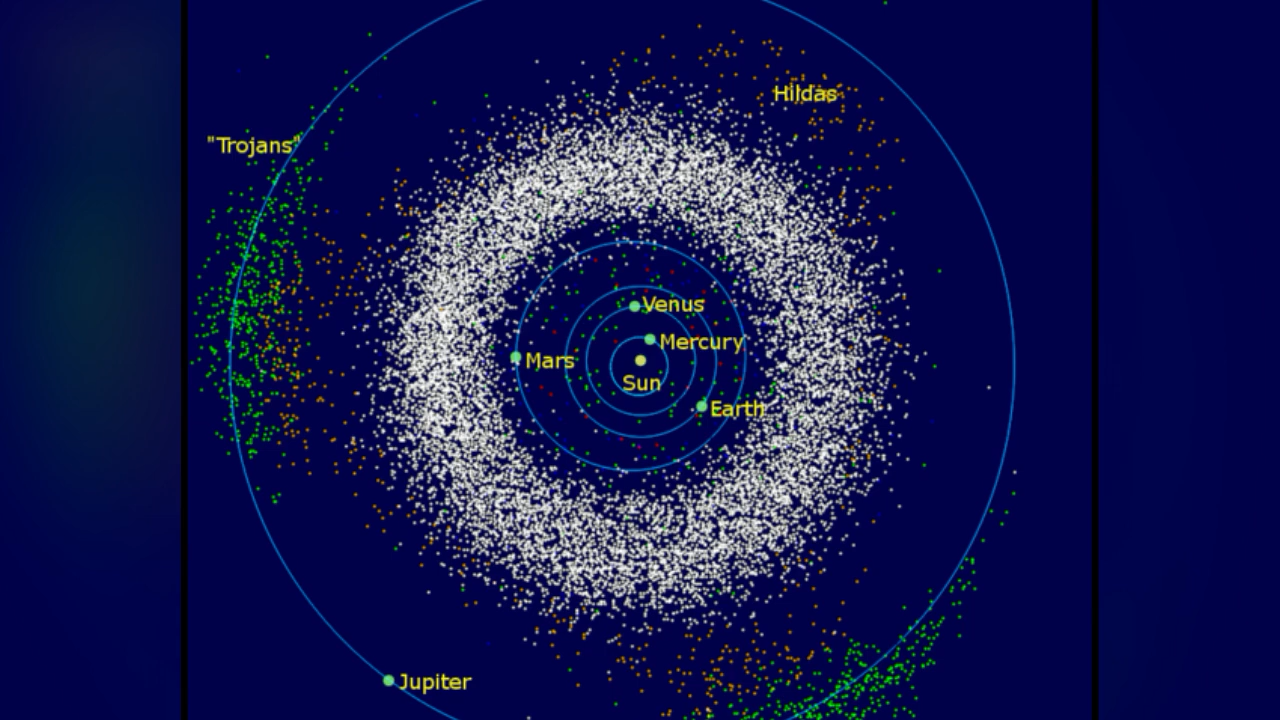 Hildas
"Trojans"
Venus
Mercury
Mars
Sun
Earth
Jupiter